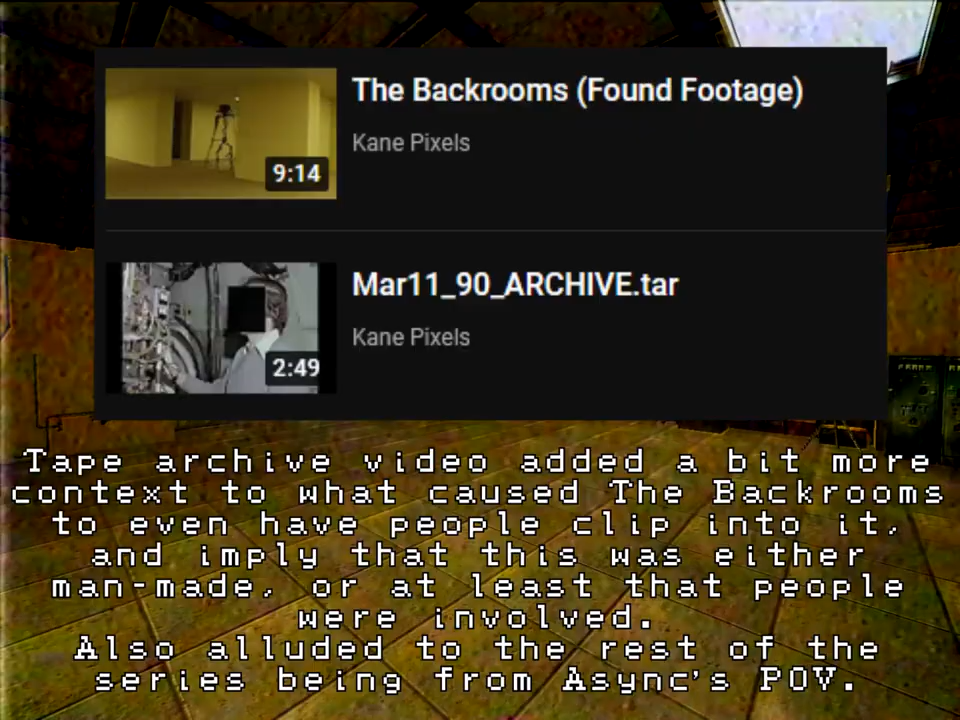 The Backrooms (Found Footage)
Kane Pixels
9:14
Mar11_90_ARCHIVE.tar
Kane Pixels
2:49
Tape archive video added a bit more
context to what caused The Backrooms
to even have people clip into it,
and imply that this was either
man-made, or at least that people
were involved.
Also alluded to the rest of the
series being from Async's POV.